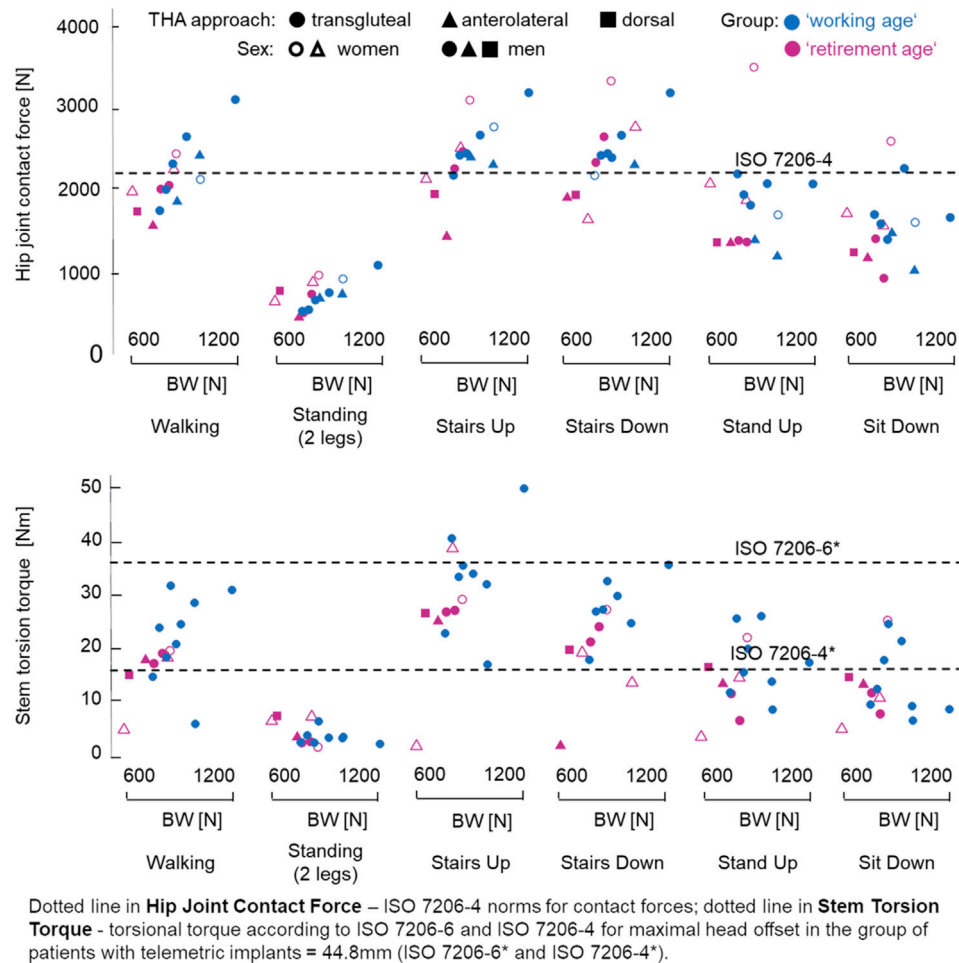 THA approach: transgluteal anterolateral dorsal Group: 'working age'
Sex: women men 'retirement age'
Hip joint contact force [N]
4000
3000
2000
1000
0
ISO 7206-4
600 1200 600 1200 600 1200 600 1200 600 1200 600 1200
BW [N] BW [N] BW [N] BW [N] BW [N] BW [N]
Walking Standing (2 legs) Stairs Up Stairs Down Stand Up Sit Down
Stem torsion torque [Nm]
50
40
30
20
10
0
ISO 7206-6*
ISO 7206-4*
600 1200 600 1200 600 1200 600 1200 600 1200 600 1200
BW [N] BW [N] BW [N] BW [N] BW [N] BW [N]
Walking Standing (2 legs) Stairs Up Stairs Down Stand Up Sit Down
Dotted line in Hip Joint Contact Force – ISO 7206-4 norms for contact forces; dotted line in Stem Torsion
Torque - torsional torque according to ISO 7206-6 and ISO 7206-4 for maximal head offset in the group of
patients with telemetric implants = 44.8mm (ISO 7206-6* and ISO 7206-4*).